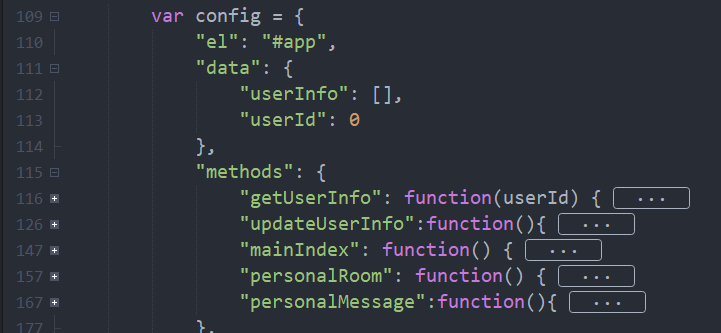 109 var config = {
110 "el": "#app",
111 "data": {
112 "userInfo": [],
113 "userId": 0
114 },
115 "methods": {
116 "getUserInfo": function(userId) { ...
126 "updateUserInfo":function(){ ...
147 "mainIndex": function() { ...
157 "personalRoom": function() { ...
167 "personalMessage":function(){ ...
177 },